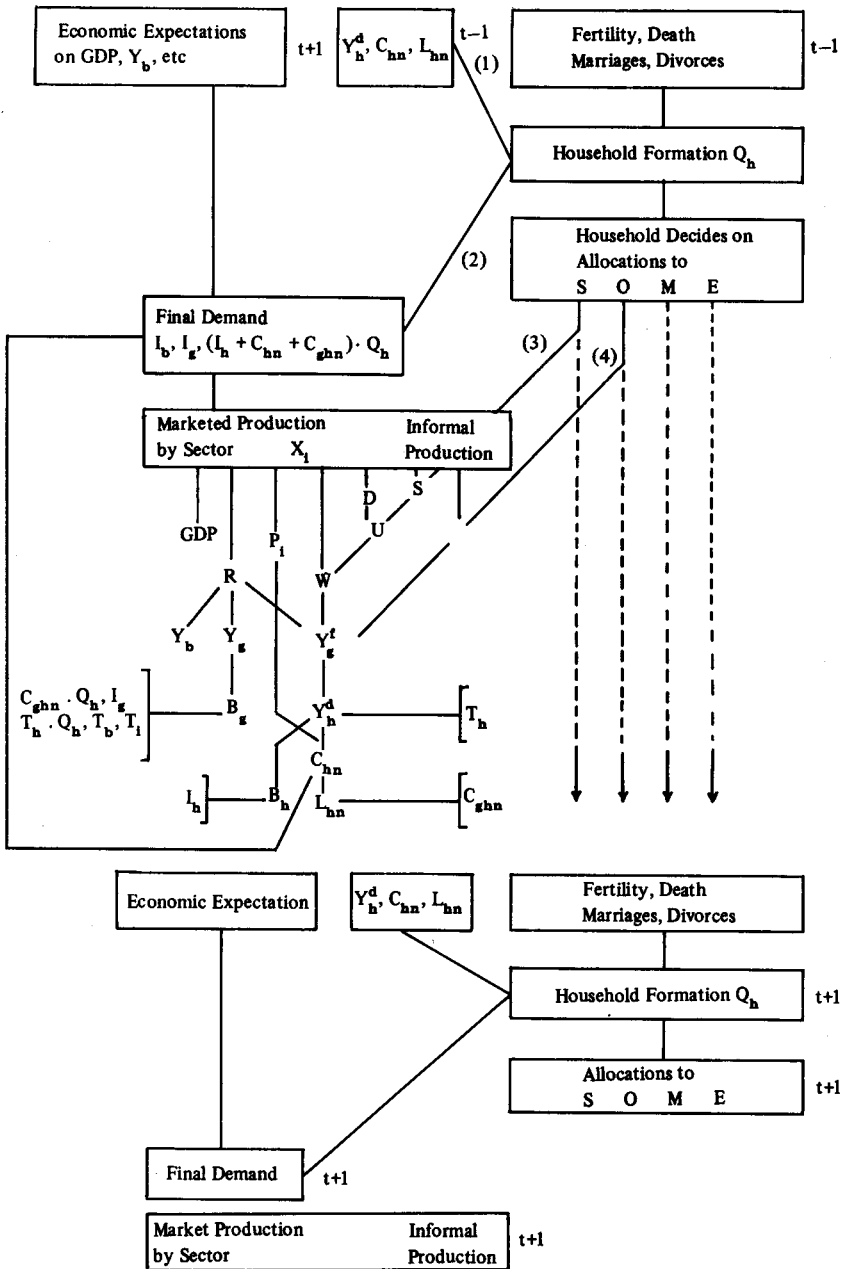 Economic Expectations
on GDP, Y_b, etc
t+1
Y_h^d, C_hn, L_hn
t–1
(1)
Fertility, Death
Marriages, Divorces
t–1
Household Formation Q_h
Household Decides on
Allocations to
S O M E
(2)
Final Demand
I_b, I_g, (I_h + C_hn + C_ghn) · Q_h
(3)
(4)
Marketed Production
by Sector X_i
Informal
Production
GDP
P_i
D
S
U
R
W
Y_b
Y_g
Y_g^f
C_ghn . Q_h, I_g
T_h . Q_h, T_b, T_i
B_g
Y_h^d
T_h
C_hn
I_h
B_h
L_hn
C_ghn
Economic Expectation
Y_h^d, C_hn, L_hn
Fertility, Death
Marriages, Divorces
Household Formation Q_h
t+1
Allocations to
S O M E
t+1
Final Demand
t+1
Market Production
by Sector
Informal
Production
t+1